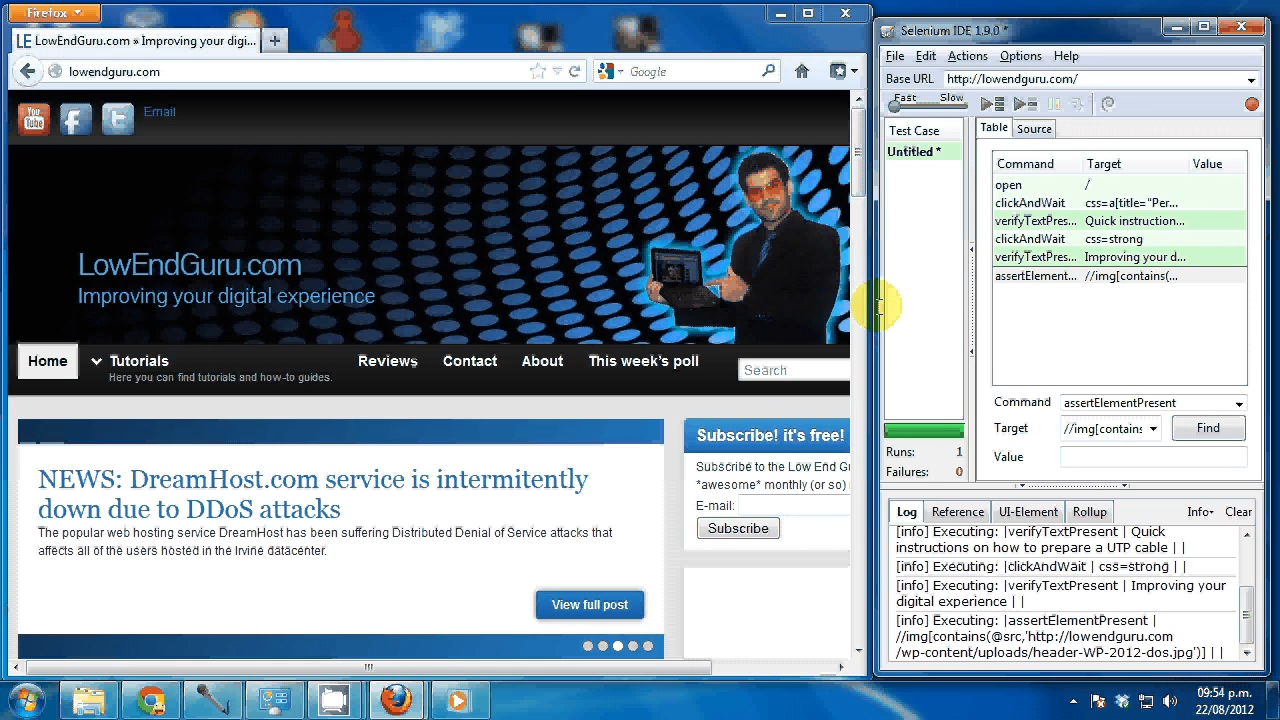 Firefox
LE LowEndGuru.com » Improving your digi...
lowendguru.com
Google
You Tube
Email
LowEndGuru.com
Improving your digital experience
Home
Tutorials
Here you can find tutorials and how-to guides.
Reviews
Contact
About
This week's poll
Search
NEWS: DreamHost.com service is intermitently
down due to DDoS attacks
The popular web hosting service DreamHost has been suffering Distributed Denial of Service attacks that
affects all of the users hosted in the Irvine datacenter.
View full post
Subscribe! it's free!
Subscribe to the Low End Gu
*awesome* monthly (or so)
E-mail:
Subscribe
Selenium IDE 1.9.0 *
File Edit Actions Options Help
Base URL http://lowendguru.com/
Fast Slow
Test Case
Untitled *
Table Source
Command Target Value
open /
clickAndWait css=a[title="Per...
verifyTextPres... Quick instruction...
clickAndWait css=strong
verifyTextPres... Improving your d...
assertElement... //img[contains(...
Command assertElementPresent
Target //img[contains Find
Value
Runs: 1
Failures: 0
Log Reference UI-Element Rollup Info Clear
[info] Executing: |verifyTextPresent | Quick
instructions on how to prepare a UTP cable | |
[info] Executing: |clickAndWait | css=strong | |
[info] Executing: |verifyTextPresent | Improving your
digital experience | |
[info] Executing: |assertElementPresent |
//img[contains(@src,'http://lowendguru.com
/wp-content/uploads/header-WP-2012-dos.jpg')] | |
09:54 p.m.
22/08/2012